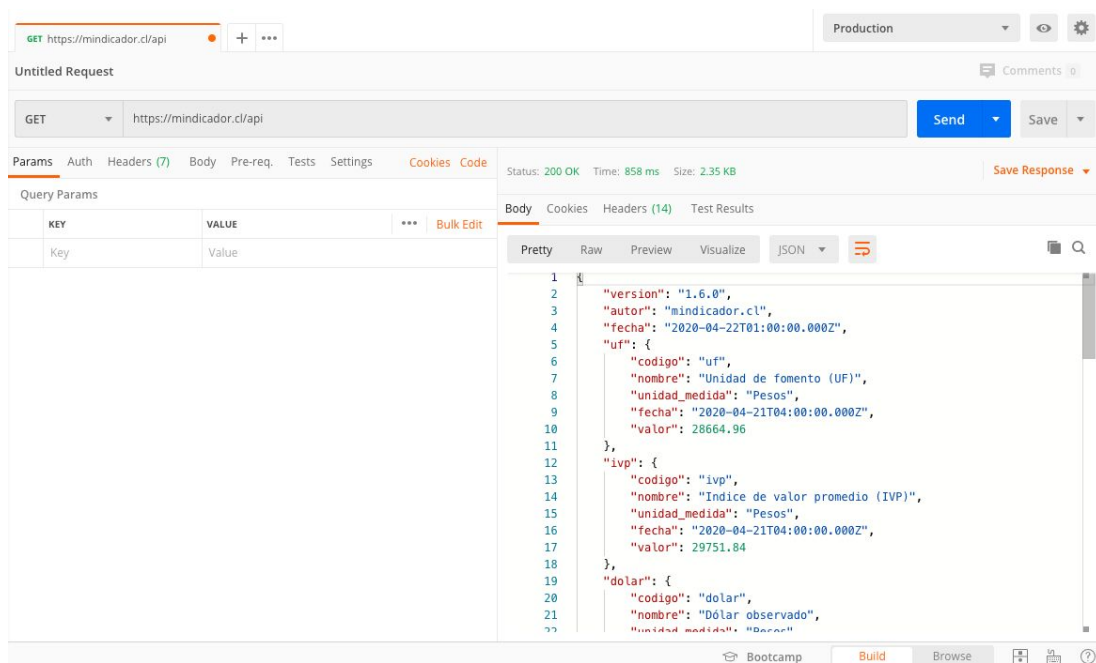 GET https://mindicador.cl/api
Production
Untitled Request
Comments 0
GET https://mindicador.cl/api Send Save
Params Auth Headers (7) Body Pre-req. Tests Settings Cookies Code
Status: 200 OK Time: 858 ms Size: 2.35 KB Save Response
Query Params
KEY VALUE Bulk Edit
Key Value
Body Cookies Headers (14) Test Results
Pretty Raw Preview Visualize JSON
1 {
2 "version": "1.6.0",
3 "autor": "mindicador.cl",
4 "fecha": "2020-04-22T01:00:00.000Z",
5 "uf": {
6 "codigo": "uf",
7 "nombre": "Unidad de fomento (UF)",
8 "unidad_medida": "Pesos",
9 "fecha": "2020-04-21T04:00:00.000Z",
10 "valor": 28664.96
11 },
12 "ivp": {
13 "codigo": "ivp",
14 "nombre": "Indice de valor promedio (IVP)",
15 "unidad_medida": "Pesos",
16 "fecha": "2020-04-21T04:00:00.000Z",
17 "valor": 29751.84
18 },
19 "dolar": {
20 "codigo": "dolar",
21 "nombre": "Dólar observado",
22 "unidad_medida": "Pesos"
Bootcamp Build Browse